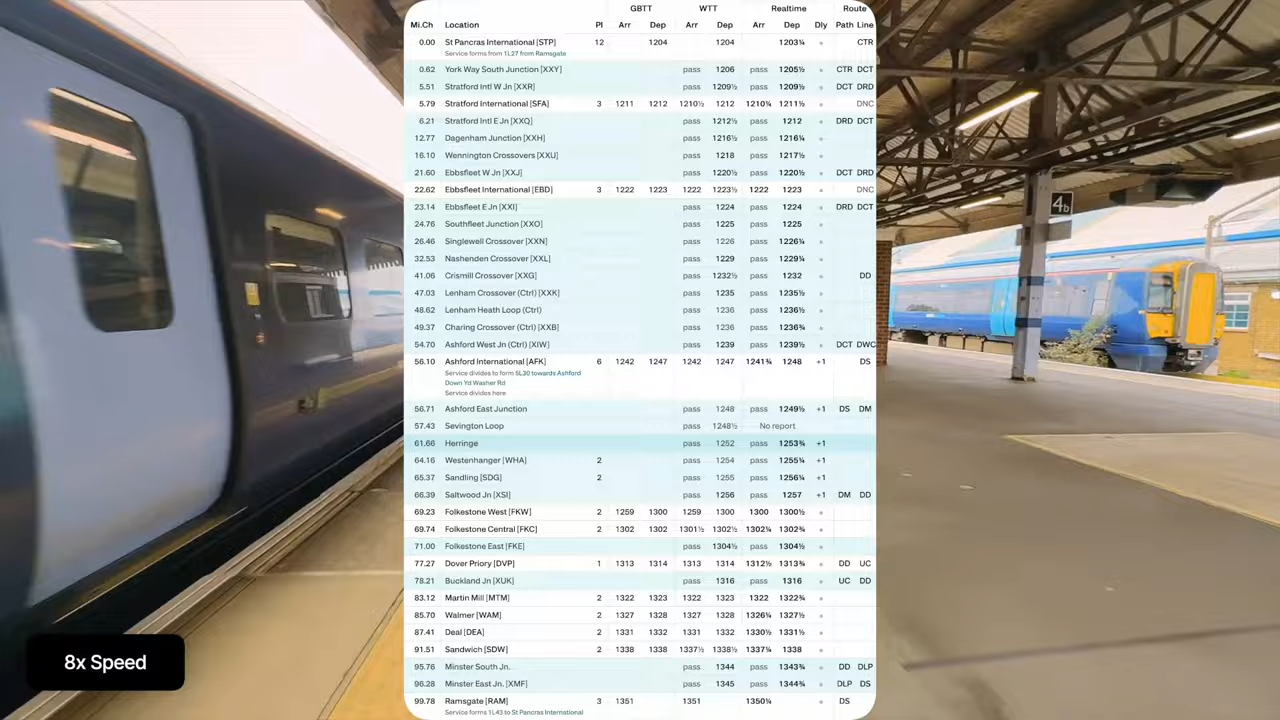 GBTT WTT Realtime Route
Mi.Ch Location Pl Arr Dep Arr Dep Arr Dep Dly Path Line
0.00 St Pancras International [STP] 12 1204 1204 1203¼ CTR
Service forms from 1L27 from Ramsgate
0.62 York Way South Junction [XXY] pass 1206 pass 1205½ CTR DCT
5.51 Stratford Intl W Jn [XXR] pass 1209½ pass 1209½ DCT DRD
5.79 Stratford International [SFA] 3 1211 1212 1210½ 1212 1210¼ 1211½ DNC
6.21 Stratford Intl E Jn [XXQ] pass 1212½ pass 1212 DRD DCT
12.77 Dagenham Junction [XXH] pass 1216½ pass 1216¼
16.10 Wennington Crossovers [XXU] pass 1218 pass 1217½
21.60 Ebbsfleet W Jn [XXJ] pass 1220½ pass 1220½ DCT DRD
22.62 Ebbsfleet International [EBD] 3 1222 1223 1222 1223½ 1222 1223 DNC
23.14 Ebbsfleet E Jn [XXI] pass 1224 pass 1224 DRD DCT
24.76 Southfleet Junction [XXO] pass 1225 pass 1225
26.46 Singlewell Crossover [XXN] pass 1226 pass 1226¼
32.53 Nashenden Crossover [XXL] pass 1229 pass 1229¼
41.06 Crismill Crossover [XXG] pass 1232½ pass 1232 DD
47.03 Lenham Crossover (Ctrl) [XXK] pass 1235 pass 1235½
48.62 Lenham Heath Loop (Ctrl) pass 1236 pass 1236½
49.37 Charing Crossover (Ctrl) [XXB] pass 1236 pass 1236¾
54.70 Ashford West Jn (Ctrl) [XIW] pass 1239 pass 1239½ DCT DWC
56.10 Ashford International [AFK] 6 1242 1247 1242 1247 1241¾ 1248 +1 DS
Service divides to form 5L20 towards Ashford
Down Yd Washer Rd
Service divides here
56.71 Ashford East Junction pass 1248 pass 1249½ +1 DS DM
57.43 Sevington Loop pass 1248½ No report
61.66 Herringe pass 1252 pass 1253¾ +1
64.16 Westenhanger [WHA] 2 pass 1254 pass 1255¼ +1
65.37 Sandling [SDG] 2 pass 1255 pass 1256¼ +1
66.39 Saltwood Jn [XSI] pass 1256 pass 1257 +1 DM DD
69.23 Folkestone West [FKW] 2 1259 1300 1259 1300 1300 1300½
69.74 Folkestone Central [FKC] 2 1302 1302 1301½ 1302½ 1302¼ 1302¾
71.00 Folkestone East [FKE] pass 1304½ pass 1304½
77.27 Dover Priory [DVP] 1 1313 1314 1313 1314 1312½ 1313¾ DD UC
78.21 Buckland Jn [XUK] pass 1316 pass 1316 UC DD
83.12 Martin Mill [MTM] 2 1322 1323 1322 1323 1322 1322¾
85.70 Walmer [WAM] 2 1327 1328 1327 1328 1326¼ 1327½
87.41 Deal [DEA] 2 1331 1332 1331 1332 1330½ 1331½
91.51 Sandwich [SDW] 2 1338 1338 1337½ 1338½ 1337¼ 1338
95.76 Minster South Jn. pass 1344 pass 1343¾ DD DLP
96.28 Minster East Jn. [XMF] pass 1345 pass 1344¾ DLP DS
99.78 Ramsgate [RAM] 3 1351 1351 1350¼ DS
Service forms 1L43 to St Pancras International
4b
8x Speed